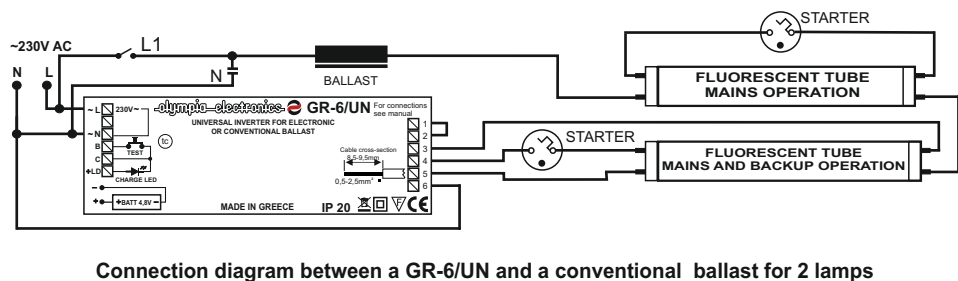 STARTER
~230V AC
L1
N
L
N
BALLAST
FLUORESCENT TUBE
MAINS OPERATION
~ L
230V~
olympia electronics
GR-6/UN
For connections
see manual
UNIVERSAL INVERTER FOR ELECTRONIC
OR CONVENTIONAL BALLAST
~ N
B
TEST
tc
C
+LD
CHARGE LED
Cable cross-section
8,5-9,5mm
0,5-2,5mm²
1
2
3
4
5
6
STARTER
FLUORESCENT TUBE
MAINS AND BACKUP OPERATION
-
+
+BATT 4,8V -
MADE IN GREECE
IP 20
F
CE
Connection diagram between a GR-6/UN and a conventional ballast for 2 lamps